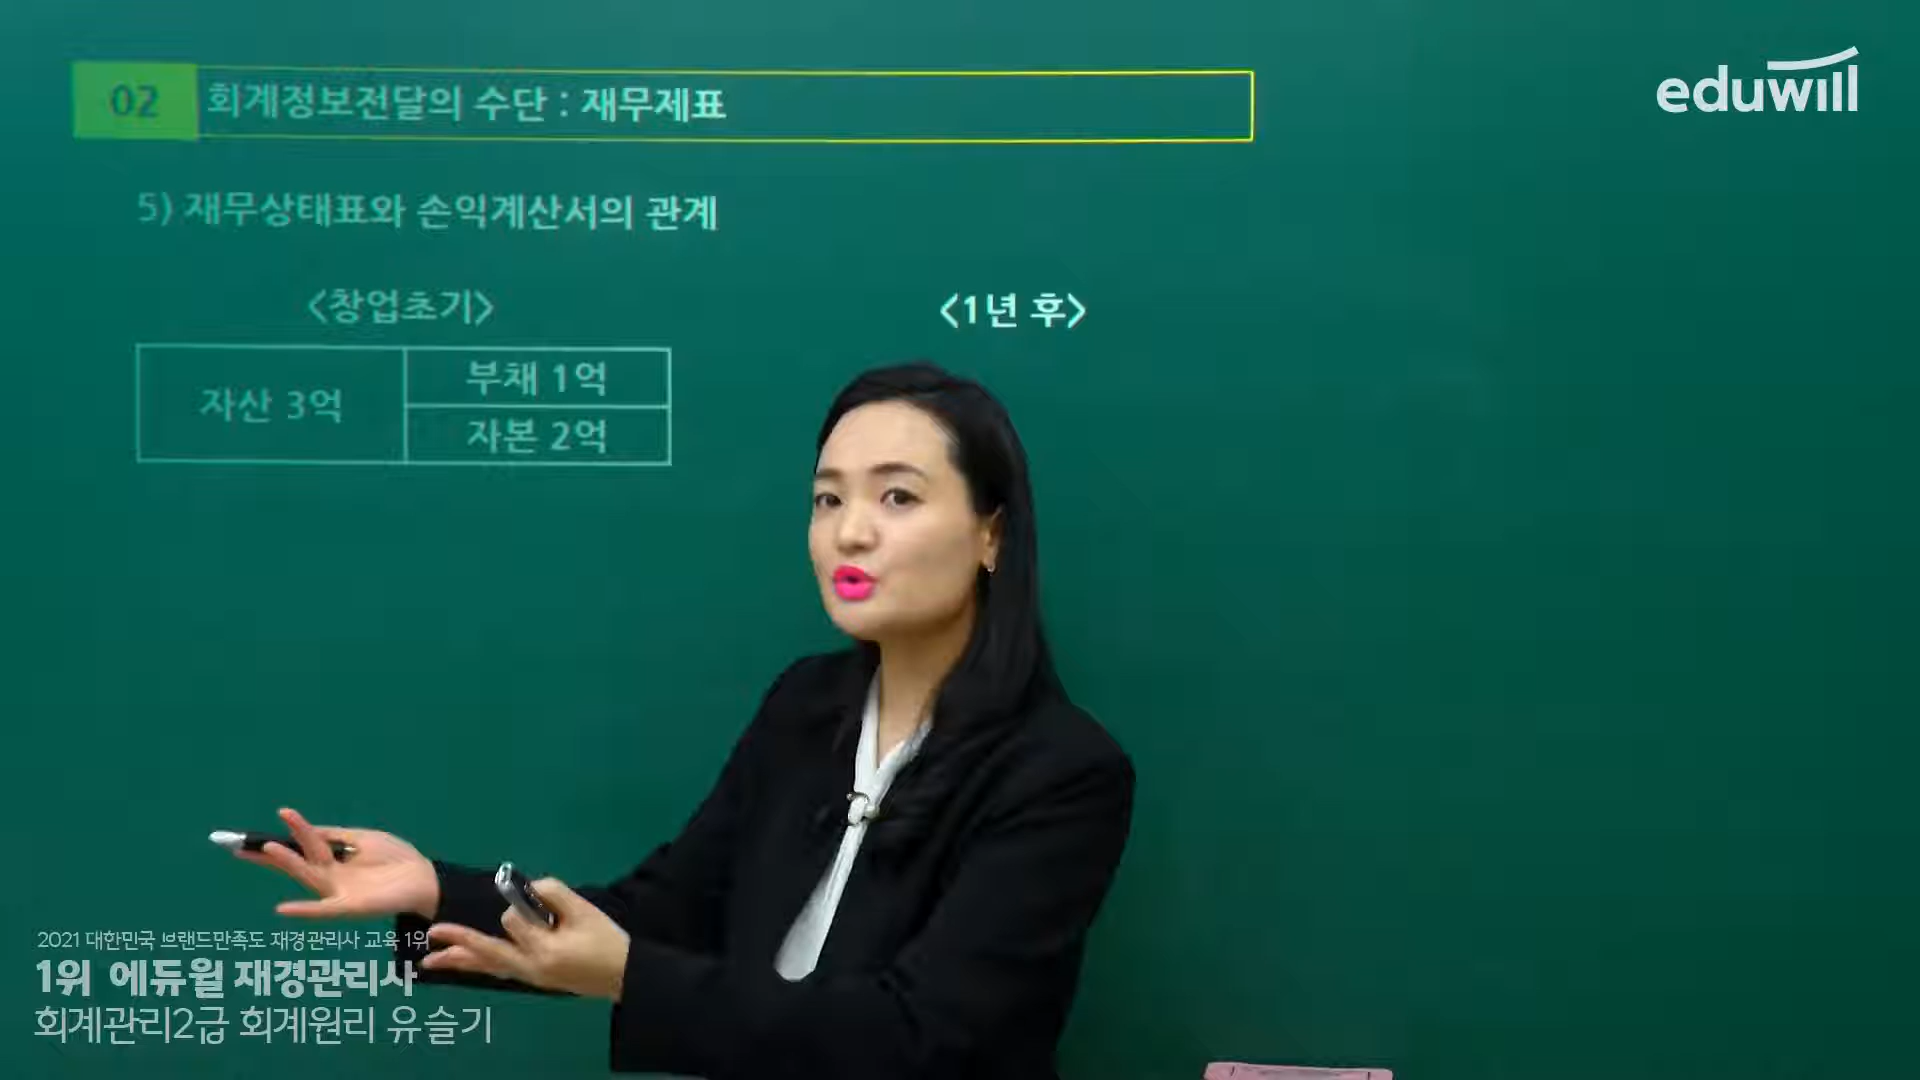 eduwill
02 회계정보전달의 수단 : 재무제표
5) 재무상태표와 손익계산서의 관계
<창업초기>
<1년 후>
자산 3억
부채 1억
자본 2억
2021 대한민국 브랜드만족도 재경관리사 교육 1위
1위 에듀윌 재경관리사
회계관리2급 회계원리 유슬기